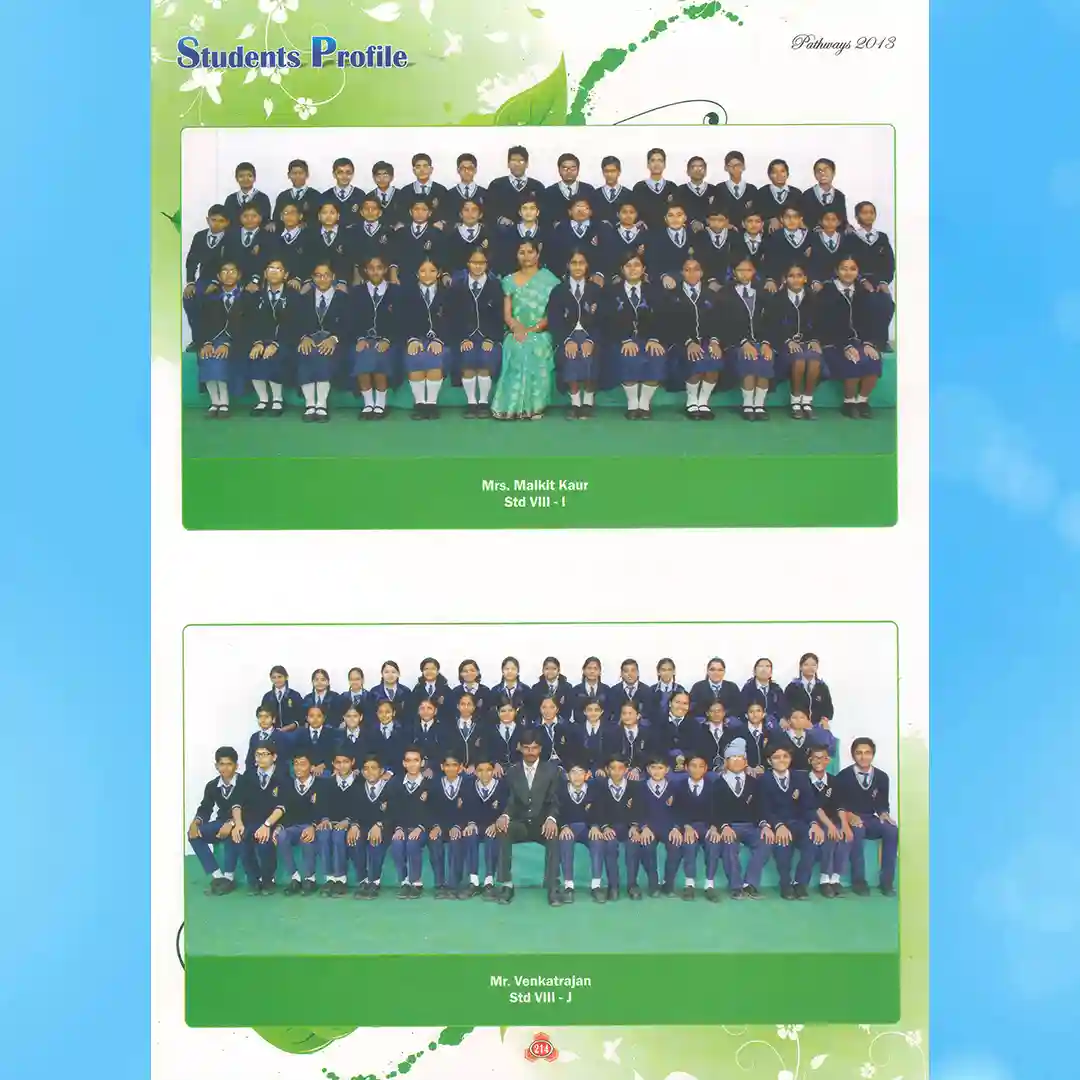 Students Profile
Pathways 2013
Mrs. Malkit Kaur
Std VIII - I
Mr. Venkatrajan
Std VIII - J
214